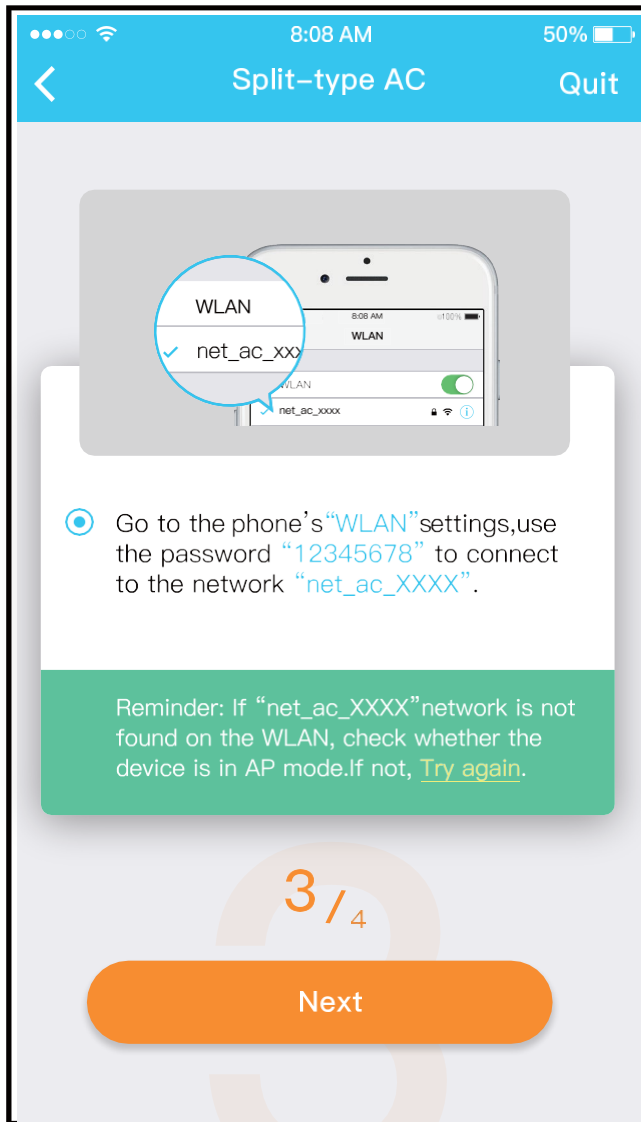 8:08 AM
50%
Split-type AC
Quit
WLAN
net_ac_xxx
8:08 AM
100%
WLAN
WLAN
net_ac_xxxx
Go to the phone's“WLAN”settings,use
the password “12345678” to connect
to the network “net_ac_XXXX”.
Reminder: If “net_ac_XXXX”network is not
found on the WLAN, check whether the
device is in AP mode.If not, Try again.
3/4
Next